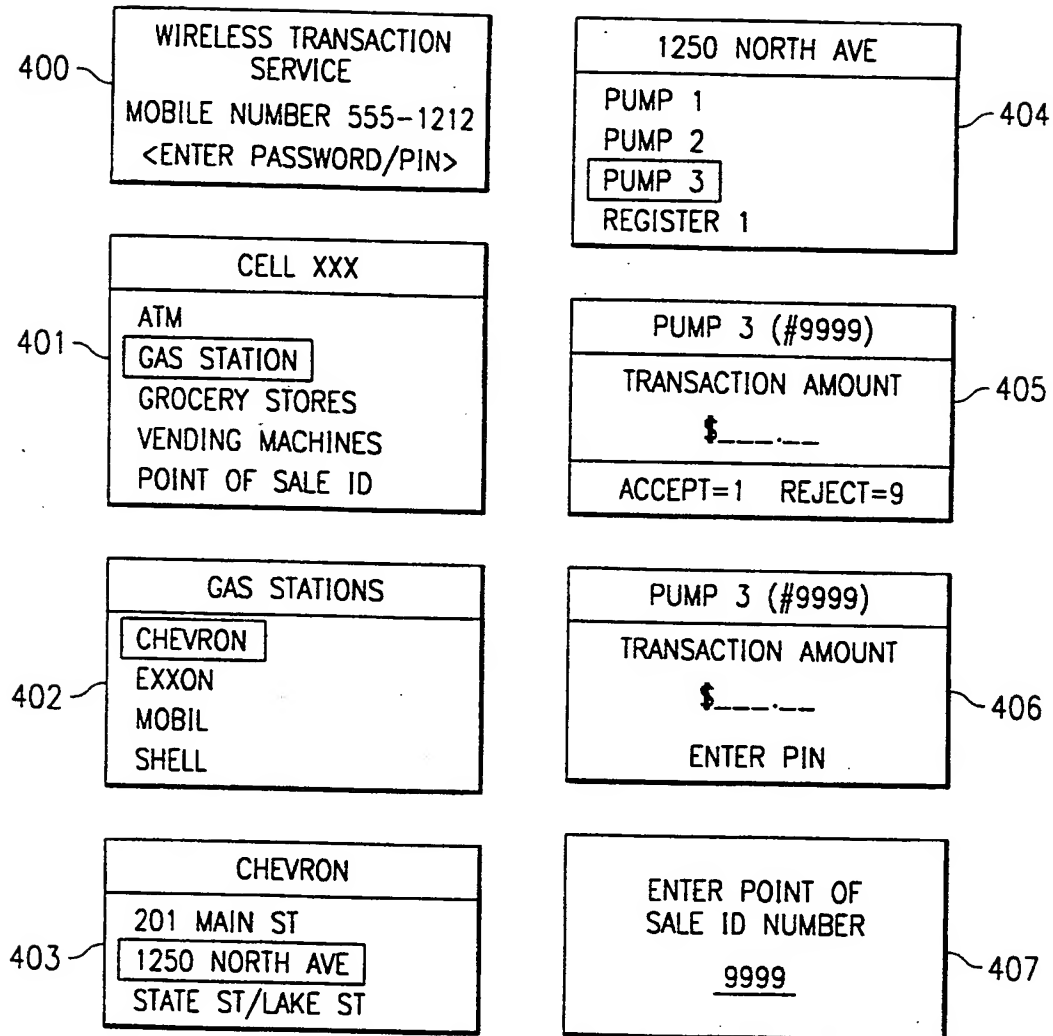 400
WIRELESS TRANSACTION
SERVICE
MOBILE NUMBER 555-1212
<ENTER PASSWORD/PIN>
401
CELL XXX
ATM
GAS STATION
GROCERY STORES
VENDING MACHINES
POINT OF SALE ID
402
GAS STATIONS
CHEVRON
EXXON
MOBIL
SHELL
403
CHEVRON
201 MAIN ST
1250 NORTH AVE
STATE ST/LAKE ST
1250 NORTH AVE
PUMP 1
PUMP 2
PUMP 3
REGISTER 1
404
PUMP 3 (#9999)
TRANSACTION AMOUNT
$___.__
ACCEPT=1 REJECT=9
405
PUMP 3 (#9999)
TRANSACTION AMOUNT
$___.__
ENTER PIN
406
ENTER POINT OF
SALE ID NUMBER
9999
407